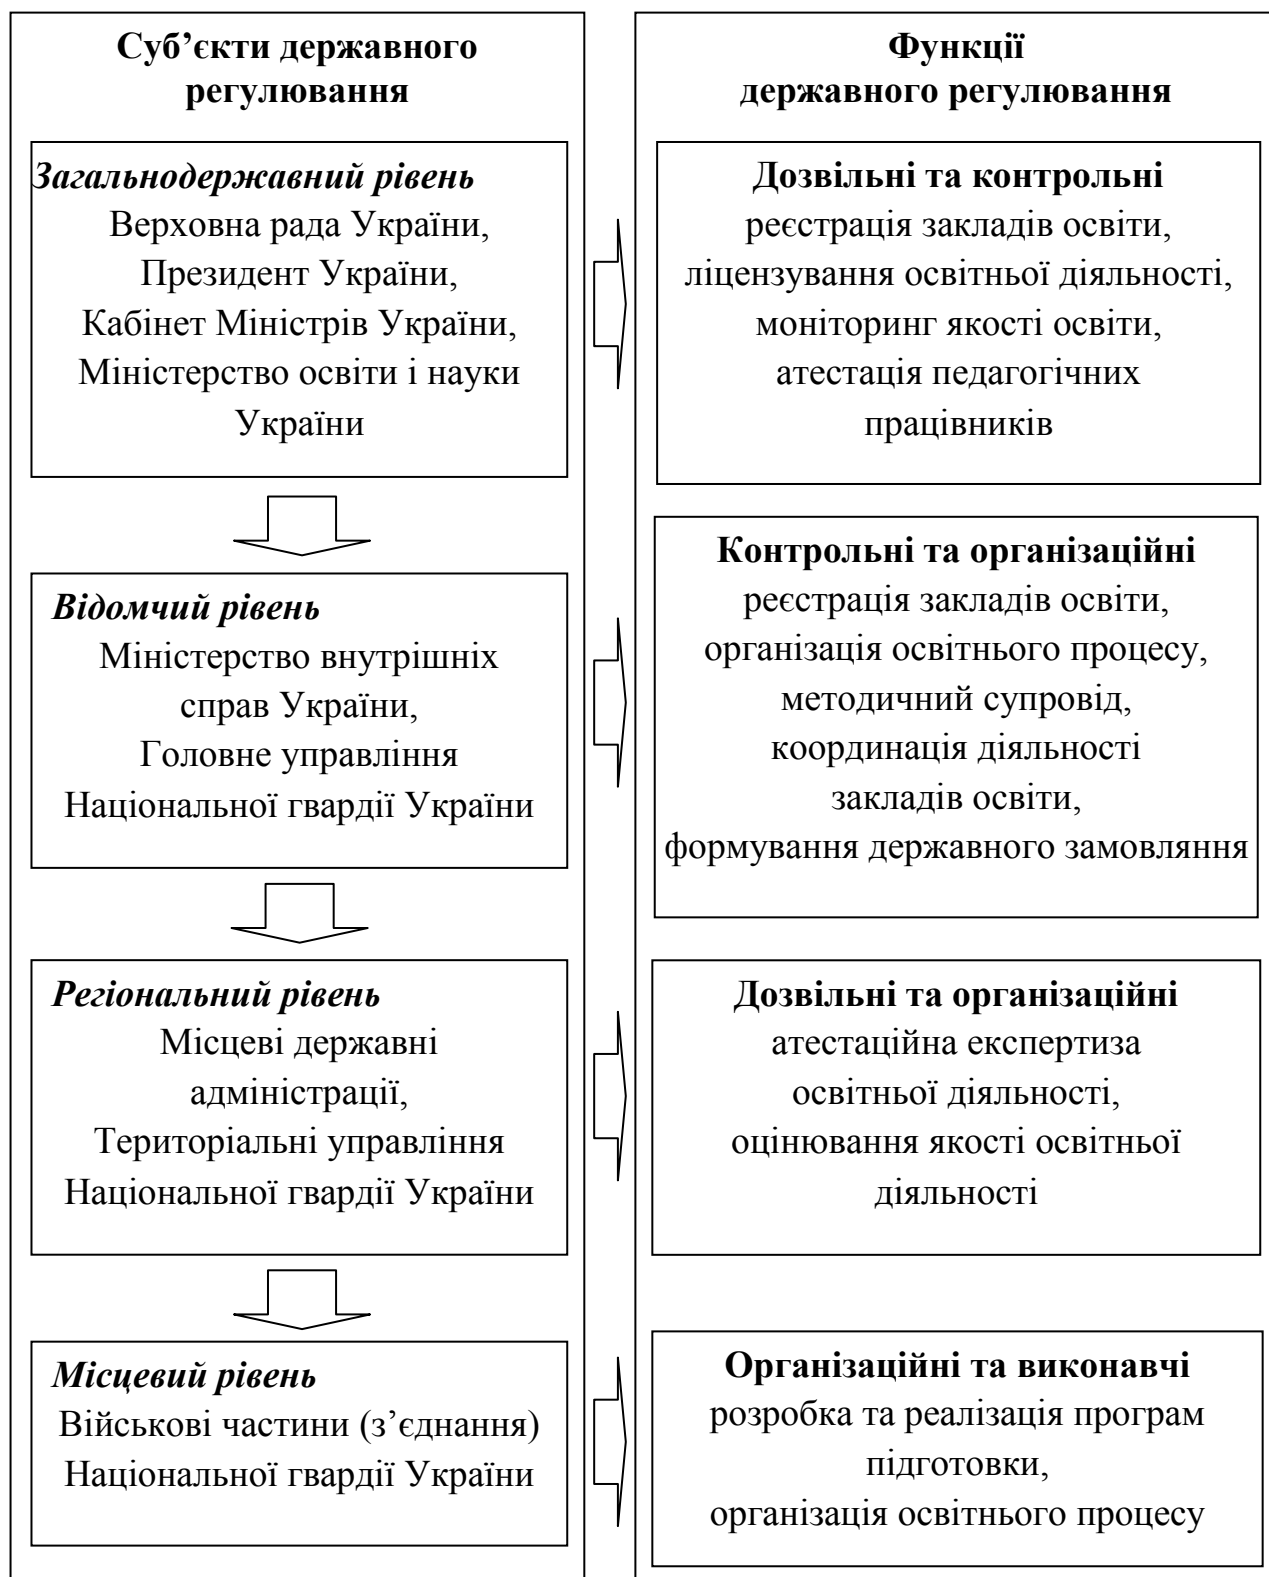 Суб’єкти державного
регулювання
Загальнодержавний рівень
Верховна рада України,
Президент України,
Кабінет Міністрів України,
Міністерство освіти і науки
України
Відомчий рівень
Міністерство внутрішніх
справ України,
Головне управління
Національної гвардії України
Регіональний рівень
Місцеві державні
адміністрації,
Територіальні управління
Національної гвардії України
Місцевий рівень
Військові частини (з’єднання)
Національної гвардії України
Функції
державного регулювання
Дозвільні та контрольні
реєстрація закладів освіти,
ліцензування освітньої діяльності,
моніторинг якості освіти,
атестація педагогічних
працівників
Контрольні та організаційні
реєстрація закладів освіти,
організація освітнього процесу,
методичний супровід,
координація діяльності
закладів освіти,
формування державного замовляння
Дозвільні та організаційні
атестаційна експертиза
освітньої діяльності,
оцінювання якості освітньої
діяльності
Організаційні та виконавчі
розробка та реалізація програм
підготовки,
організація освітнього процесу